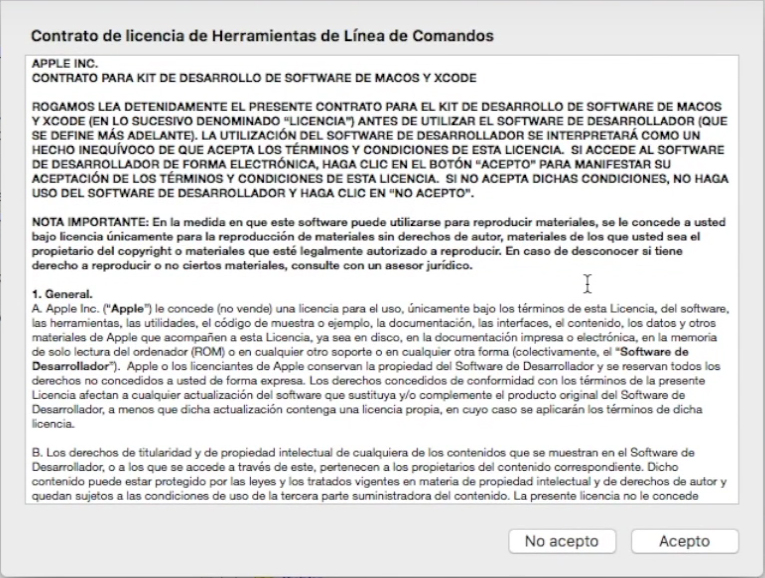 Contrato de licencia de Herramientas de Línea de Comandos
APPLE INC.
CONTRATO PARA KIT DE DESARROLLO DE SOFTWARE DE MACOS Y XCODE
ROGAMOS LEA DETENIDAMENTE EL PRESENTE CONTRATO PARA EL KIT DE DESARROLLO DE SOFTWARE DE MACOS
Y XCODE (EN LO SUCESIVO DENOMINADO “LICENCIA”) ANTES DE UTILIZAR EL SOFTWARE DE DESARROLLADOR (QUE
SE DEFINE MÁS ADELANTE). LA UTILIZACIÓN DEL SOFTWARE DE DESARROLLADOR SE INTERPRETARÁ COMO UN
HECHO INEQUÍVOCO DE QUE ACEPTA LOS TÉRMINOS Y CONDICIONES DE ESTA LICENCIA. SI ACCEDE AL SOFTWARE
DE DESARROLLADOR DE FORMA ELECTRÓNICA, HAGA CLIC EN EL BOTÓN “ACEPTO” PARA MANIFESTAR SU
ACEPTACIÓN DE LOS TÉRMINOS Y CONDICIONES DE ESTA LICENCIA. SI NO ACEPTA DICHAS CONDICIONES, NO HAGA
USO DEL SOFTWARE DE DESARROLLADOR Y HAGA CLIC EN “NO ACEPTO”.
NOTA IMPORTANTE: En la medida en que este software puede utilizarse para reproducir materiales, se le concede a usted
bajo licencia únicamente para la reproducción de materiales sin derechos de autor, materiales de los que usted sea el
propietario del copyright o materiales que esté legalmente autorizado a reproducir. En caso de desconocer si tiene
derecho a reproducir o no ciertos materiales, consulte con un asesor jurídico.
1. General.
A. Apple Inc. (“Apple”) le concede (no vende) una licencia para el uso, únicamente bajo los términos de esta Licencia, del software,
las herramientas, las utilidades, el código de muestra o ejemplo, la documentación, las interfaces, el contenido, los datos y otros
materiales de Apple que acompañen a esta Licencia, ya sea en disco, en la documentación impresa o electrónica, en la memoria
de solo lectura del ordenador (ROM) o en cualquier otro soporte o en cualquier otra forma (colectivamente, el “Software de
Desarrollador”). Apple o los licenciantes de Apple conservan la propiedad del Software de Desarrollador y se reservan todos los
derechos no concedidos a usted de forma expresa. Los derechos concedidos de conformidad con los términos de la presente
Licencia afectan a cualquier actualización del software que sustituya y/o complemente el producto original del Software de
Desarrollador, a menos que dicha actualización contenga una licencia propia, en cuyo caso se aplicarán los términos de dicha
licencia.
B. Los derechos de titularidad y de propiedad intelectual de cualquiera de los contenidos que se muestran en el Software de
Desarrollador, o a los que se accede a través de este, pertenecen a los propietarios del contenido correspondiente. Dicho
contenido puede estar protegido por las leyes y los tratados vigentes en materia de propiedad intelectual y de derechos de autor y
quedan sujetos a las condiciones de uso de la tercera parte suministradora del contenido. La presente licencia no le concede
No acepto
Acepto